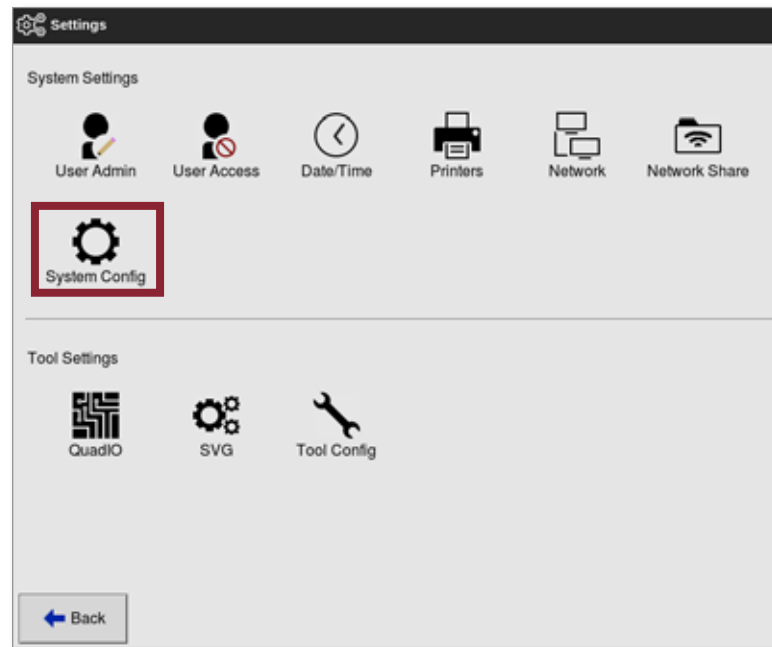 Settings
System Settings
User Admin User Access Date/Time Printers Network Network Share
System Config
Tool Settings
QuadIO SVG Tool Config
Back